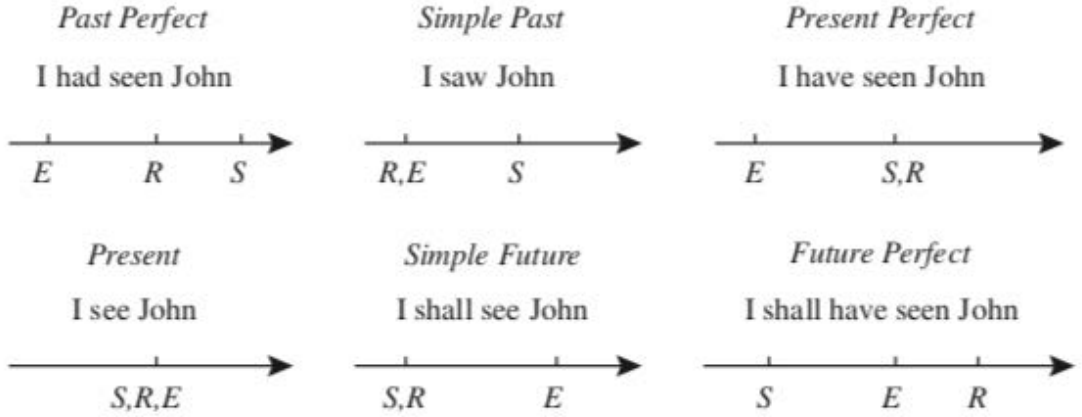 Past Perfect
I had seen John
E R S
Simple Past
I saw John
R,E S
Present Perfect
I have seen John
E S,R
Present
I see John
S,R,E
Simple Future
I shall see John
S,R E
Future Perfect
I shall have seen John
S E R